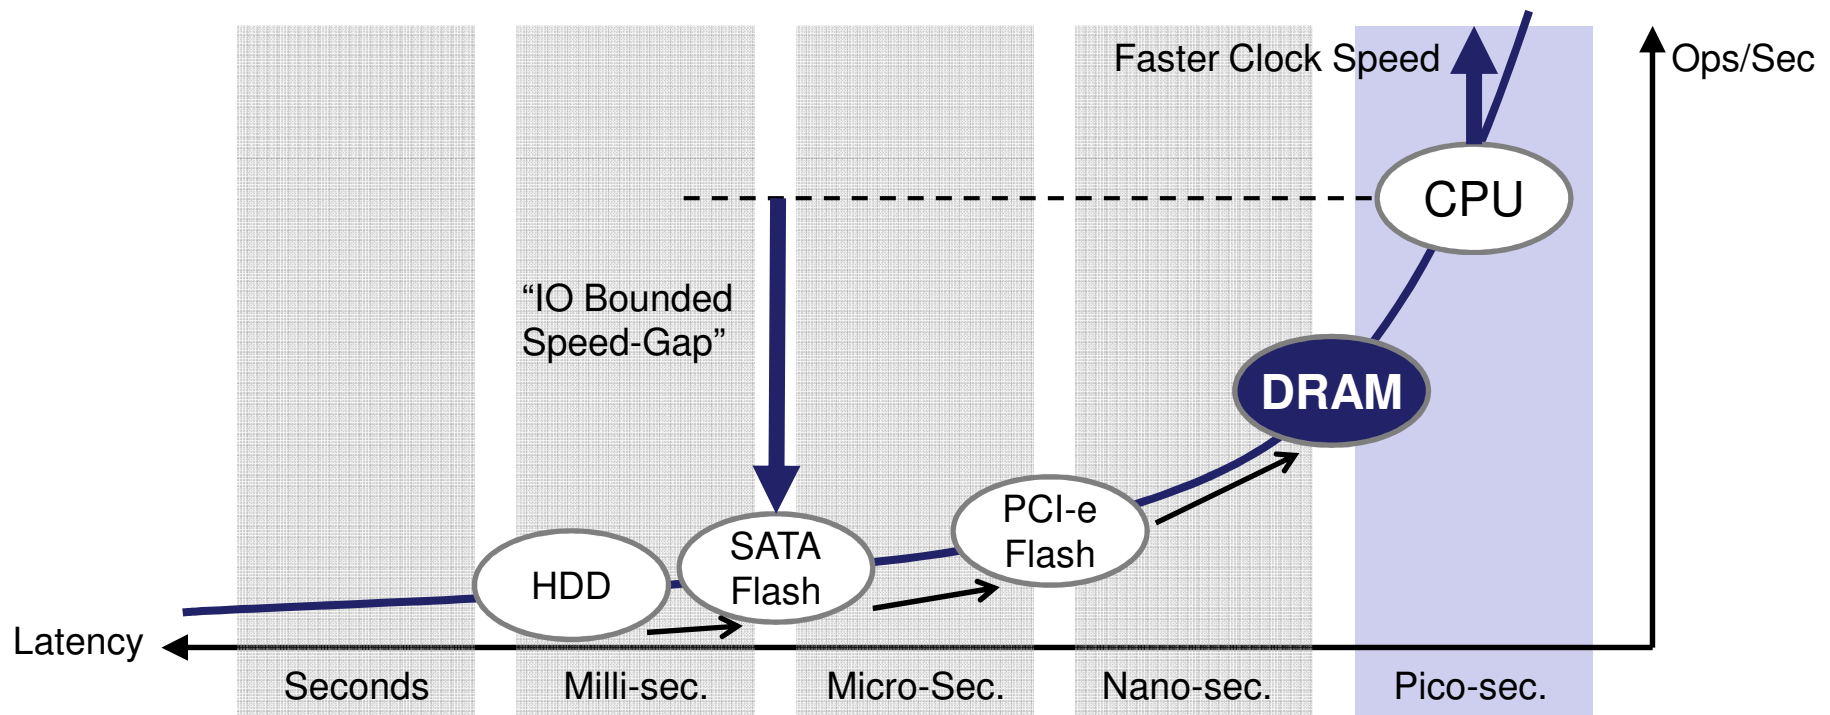 Faster Clock Speed
Ops/Sec
CPU
“IO Bounded
Speed-Gap”
DRAM
PCI-e
Flash
SATA
Flash
HDD
Latency
Seconds
Milli-sec.
Micro-Sec.
Nano-sec.
Pico-sec.